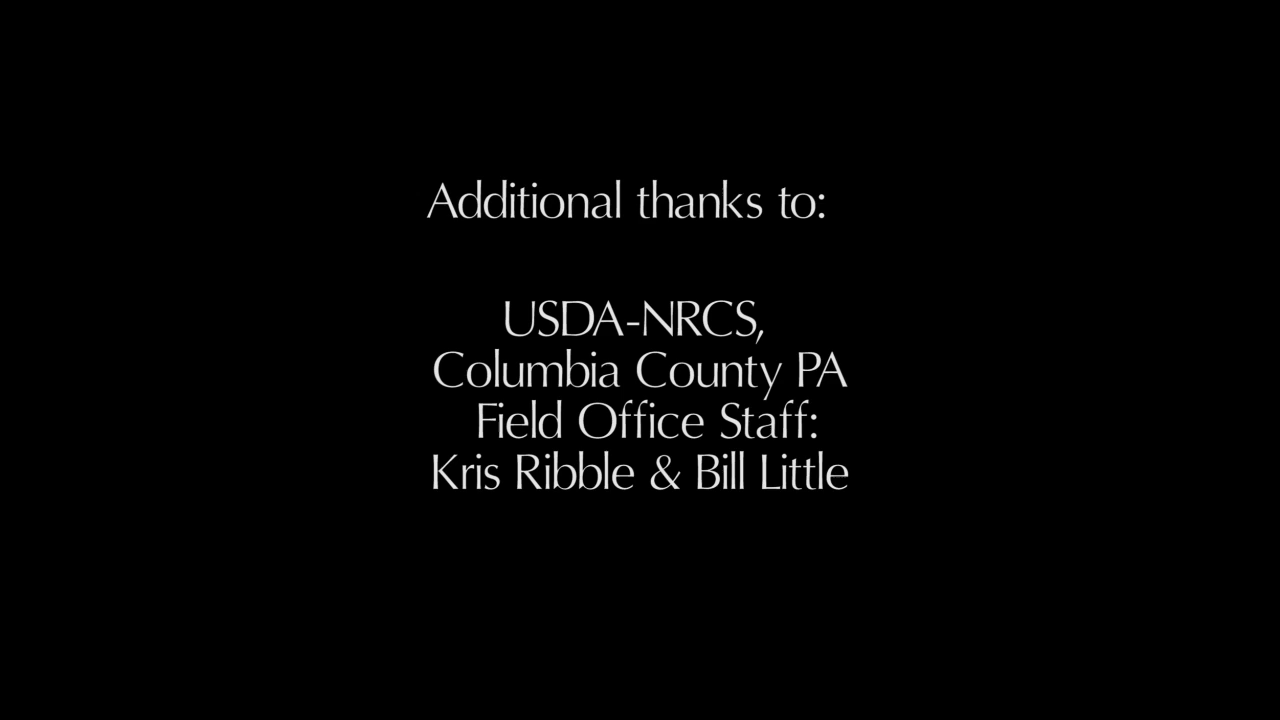 Additional thanks to:
USDA-NRCS,
Columbia County PA
Field Office Staff:
Kris Ribble & Bill Little